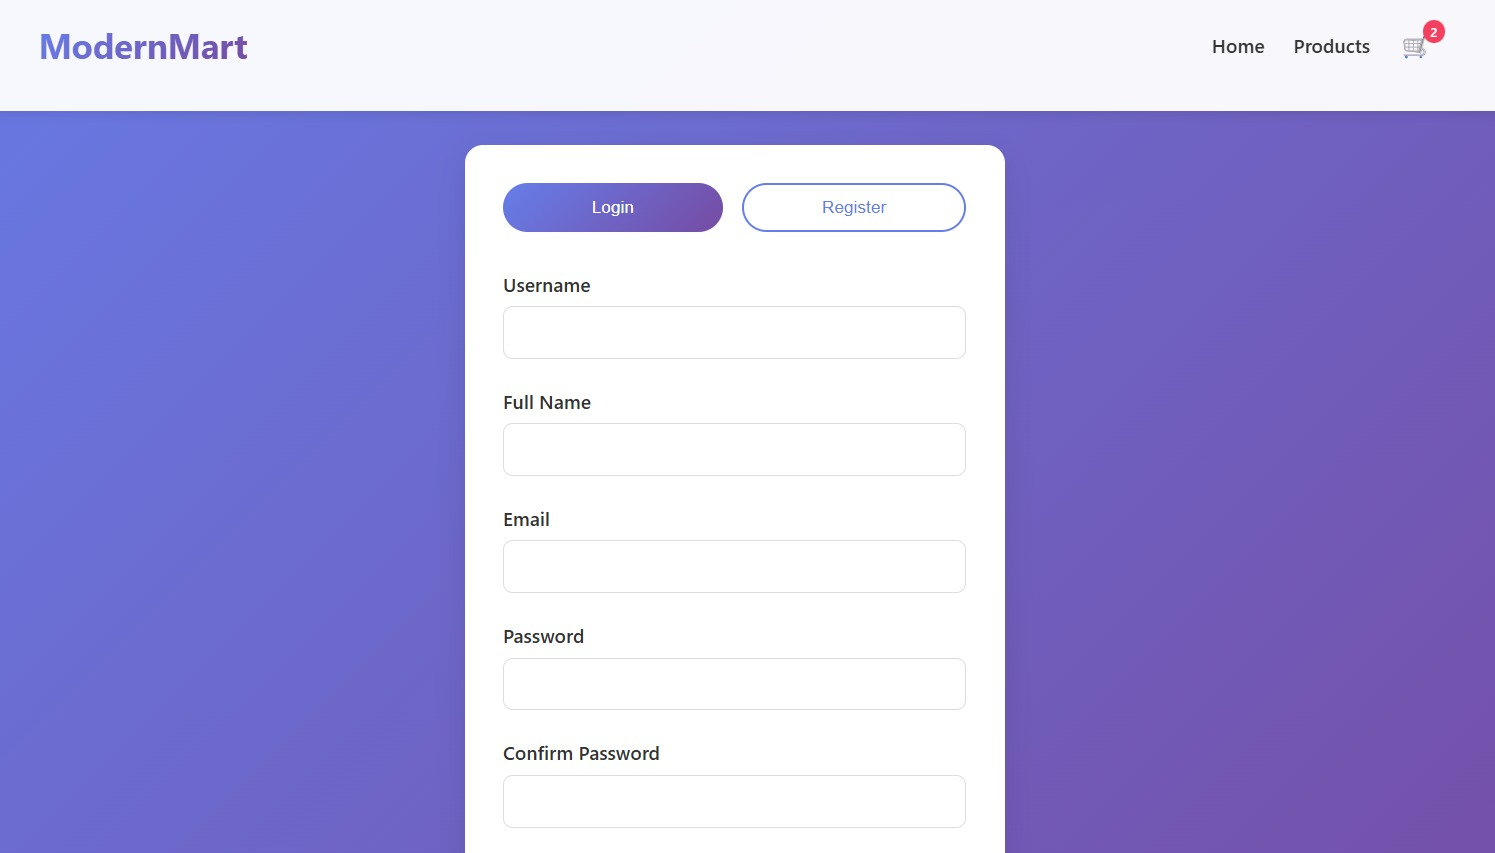 ModernMart
Home Products 2
Login Register
Username
Full Name
Email
Password
Confirm Password